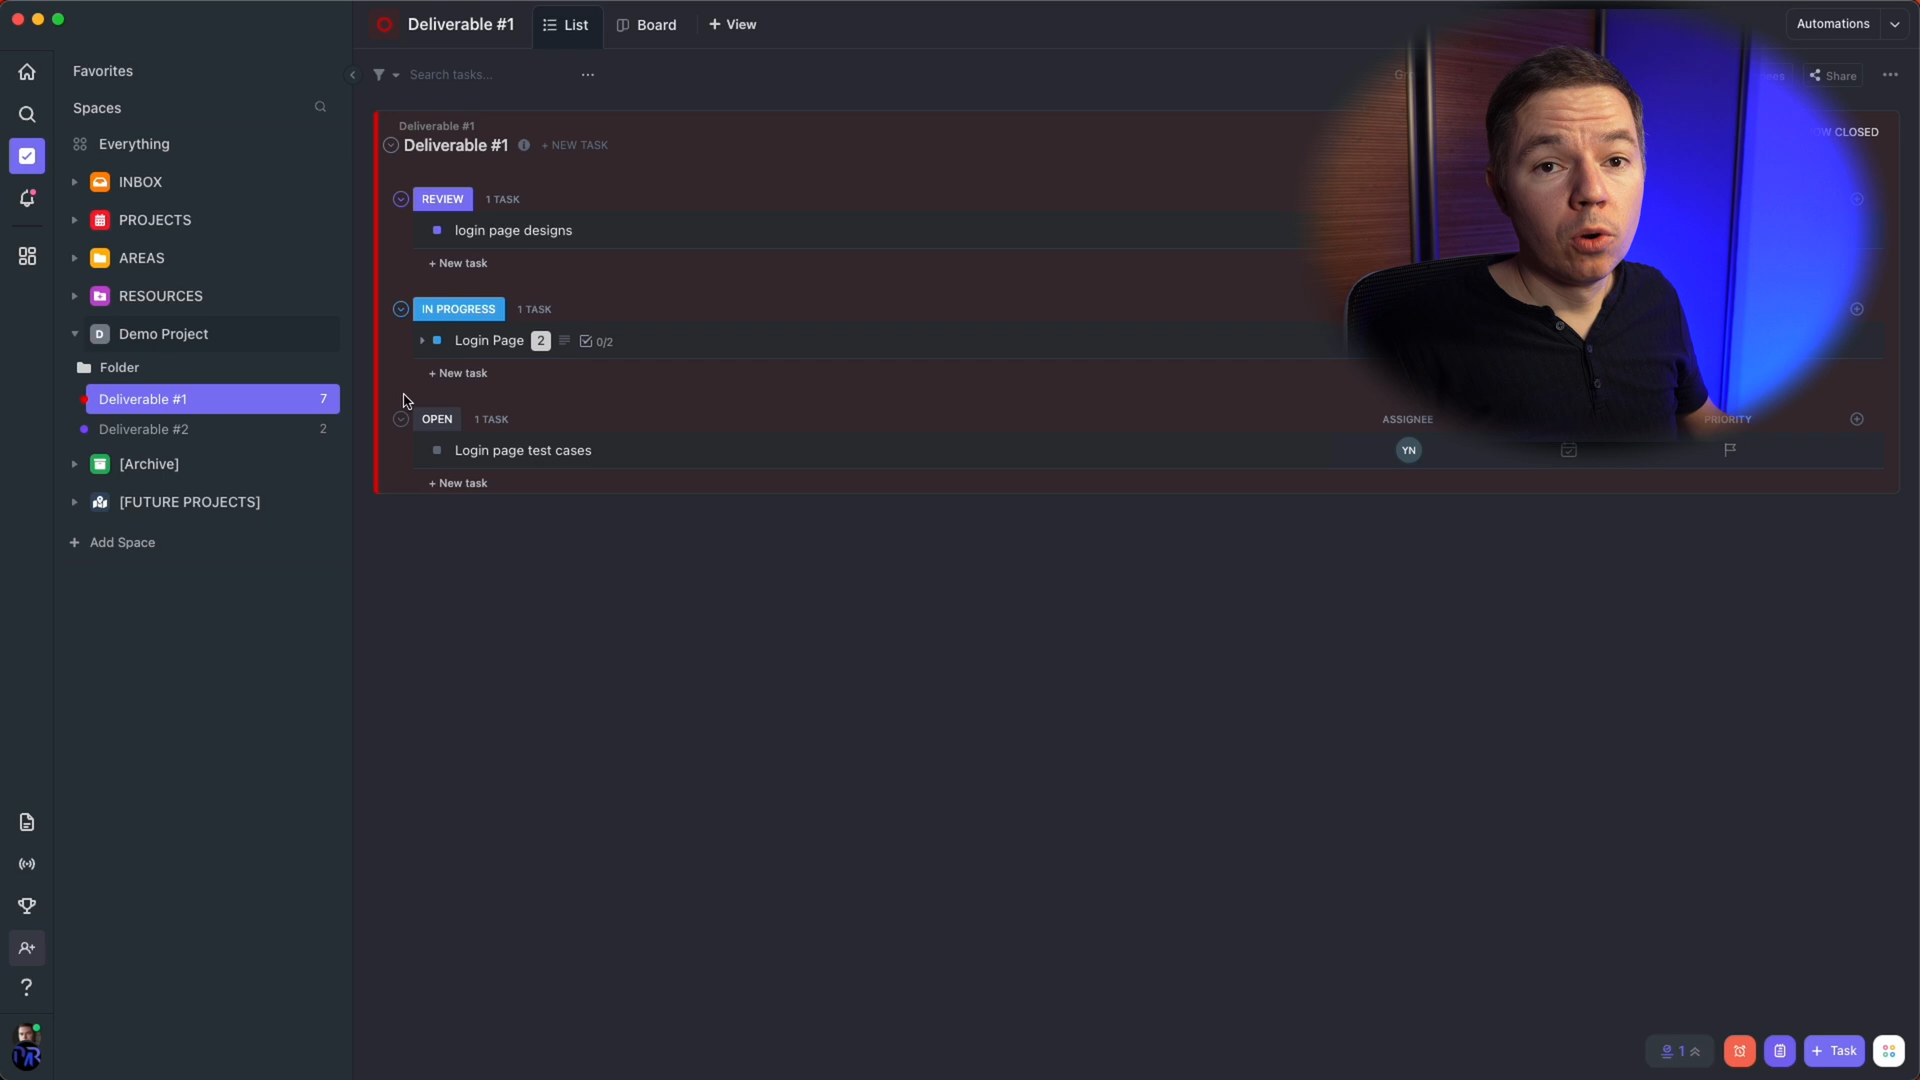 Deliverable #1
List
Board
+ View
Automations
Favorites
Search tasks...
Share
Spaces
Everything
INBOX
PROJECTS
AREAS
RESOURCES
D Demo Project
Folder
Deliverable #1 7
Deliverable #2 2
[Archive]
[FUTURE PROJECTS]
+ Add Space
Deliverable #1
Deliverable #1 + NEW TASK
CLOSED
REVIEW 1 TASK
login page designs
+ New task
IN PROGRESS 1 TASK
Login Page 2 0/2
+ New task
OPEN 1 TASK ASSIGNEE PRIORITY
Login page test cases YN
+ New task
1
+ Task